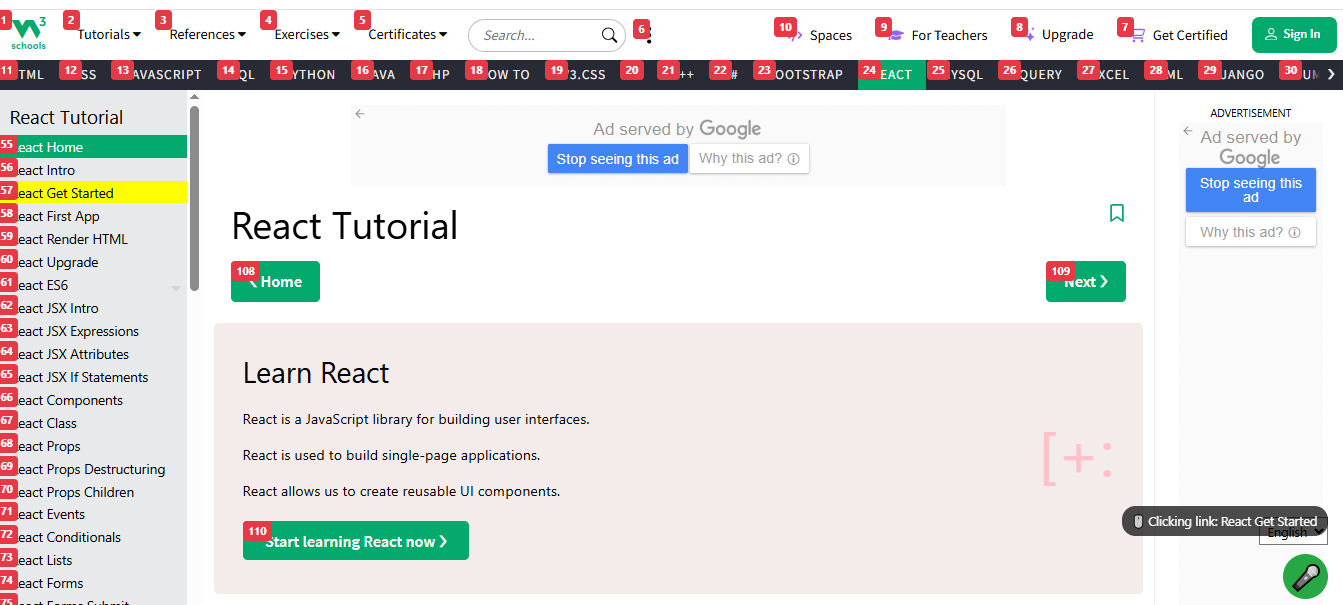 1 W3 schools
2 Tutorials
3 References
4 Exercises
5 Certificates
Search...
6
10 Spaces
9 For Teachers
8 Upgrade
7 Get Certified
Sign In
11 TML
12 SS
13 AVASCRIPT
14 QL
15 YTHON
16 AVA
17 HP
18 OW TO
19 3.CSS
20
21 ++
22 #
23 OOTSTRAP
24 EACT
25 YSQL
26 QUERY
27 XCEL
28 ML
29 JANGO
30 UM
React Tutorial
55 eact Home
56 eact Intro
57 eact Get Started
58 eact First App
59 eact Render HTML
60 eact Upgrade
61 eact ES6
62 eact JSX Intro
63 eact JSX Expressions
64 eact JSX Attributes
65 eact JSX If Statements
66 eact Components
67 eact Class
68 eact Props
69 eact Props Destructuring
70 eact Props Children
71 eact Events
72 eact Conditionals
73 eact Lists
74 eact Forms
75 eact Forms Submit
Ad served by Google
Stop seeing this ad
Why this ad?
React Tutorial
108 ❮ Home
109 Next ❯
Learn React
React is a JavaScript library for building user interfaces.
React is used to build single-page applications.
React allows us to create reusable UI components.
[+:
110 Start learning React now ❯
ADVERTISEMENT
Ad served by
Google
Stop seeing this
ad
Why this ad?
Clicking link: React Get Started
English